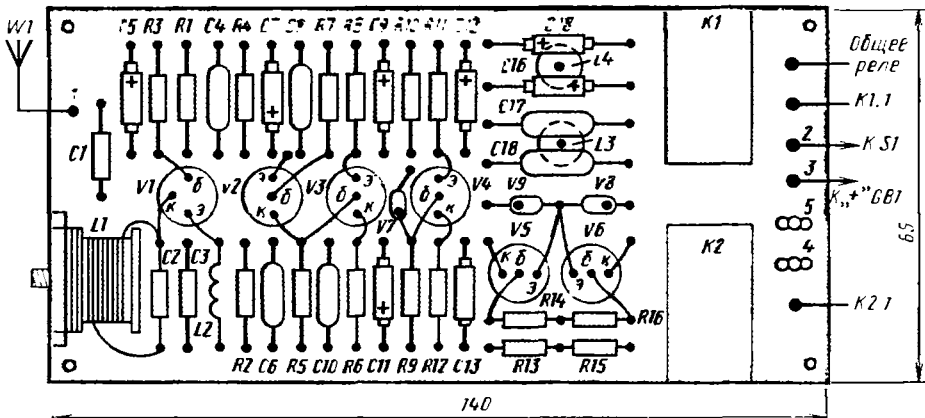 W1
C5 R3 R1 C4 R4 C7 C8 R7 R8 C9 R10 R11 C12
C18
K1
Общее
реле
C16
L4
K1.1
C17
2
K S1
C1
C18
L3
3
К „+" GB1
L1
V1
б
к
э
V2
э
б
к
V3
э
б
к
V7
э
б
к
V4
V9
V8
5
4
C2
C3
L2
V5
V6
к
б
э
б
э
к
K2
K2.1
R14
R16
R2 C6 R5 C10 R6 C11 R9 R12 C13
R13
R15
65
140